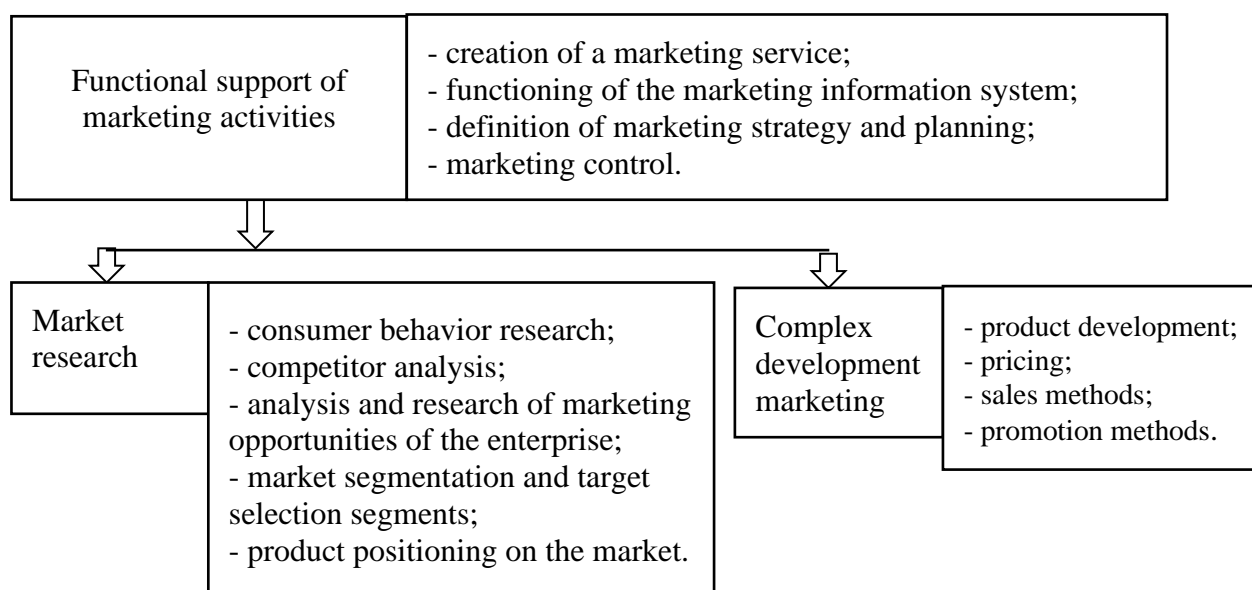 Functional support of
marketing activities
- creation of a marketing service;
- functioning of the marketing information system;
- definition of marketing strategy and planning;
- marketing control.
Market
research
- consumer behavior research;
- competitor analysis;
- analysis and research of marketing
opportunities of the enterprise;
- market segmentation and target
selection segments;
- product positioning on the market.
Complex
development
marketing
- product development;
- pricing;
- sales methods;
- promotion methods.